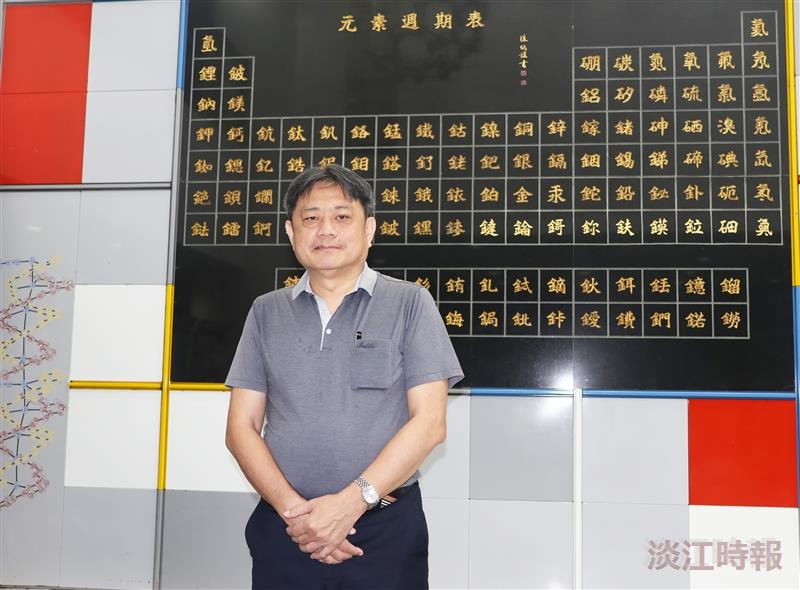 元素週期表
氫 氦
鋰 鈹 硼 碳 氮 氧 氟 氖
鈉 鎂 鋁 矽 磷 硫 氯 氬
鉀 鈣 鈧 鈦 釩 鉻 錳 鐵 鈷 鎳 銅 鋅 鎵 鍺 砷 硒 溴 氪
銣 鍶 釔 鋯 鉬 鎝 釕 銠 鈀 銀 鎘 銦 錫 銻 碲 碘 氙
銫 鋇 鑭 錸 鋨 銥 鉑 金 汞 鉈 鉛 鉍 釙 砈 氡
鍅 鐳 錒 𨨏 𨭆 䥑 鐽 錀 鎶 鉨 鈇 鏌 鉝
銪 釓 鋱 鏑 鈥 鉺 銩 鐿 鎦
鋂 鋦 鉳 鉲 鑀 鐨 鍆 鍩 鐒
淡江時報